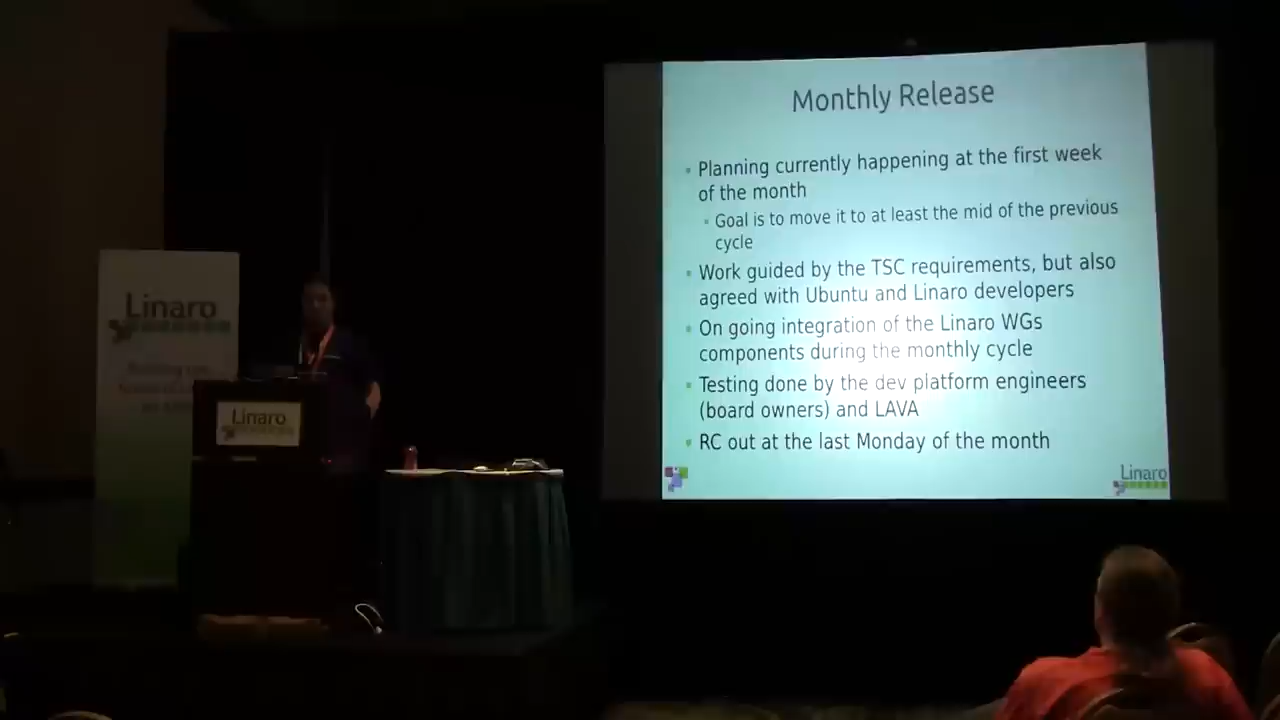 Monthly Release
Planning currently happening at the first week
of the month
Goal is to move it to at least the mid of the previous
cycle
Work guided by the TSC requirements, but also
agreed with Ubuntu and Linaro developers
On going integration of the Linaro WGs
components during the monthly cycle
Testing done by the dev platform engineers
(board owners) and LAVA
RC out at the last Monday of the month
Linaro
Linaro
Linaro